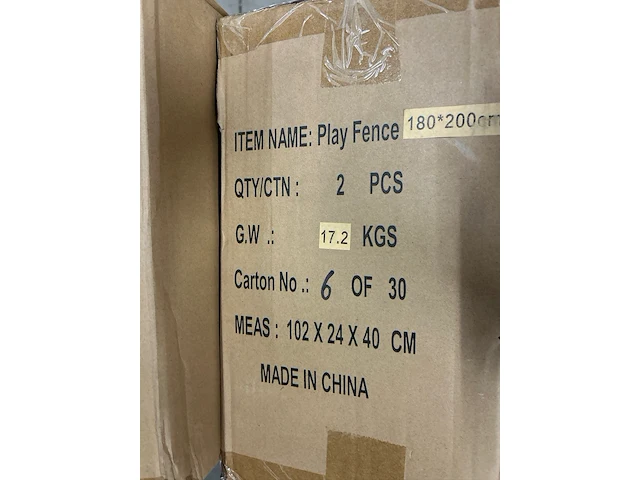 ITEM NAME: Play Fence 180*200cm
QTY/CTN : 2 PCS
G.W .: 17.2 KGS
Carton No .: 6 OF 30
MEAS : 102 X 24 X 40 CM
MADE IN CHINA